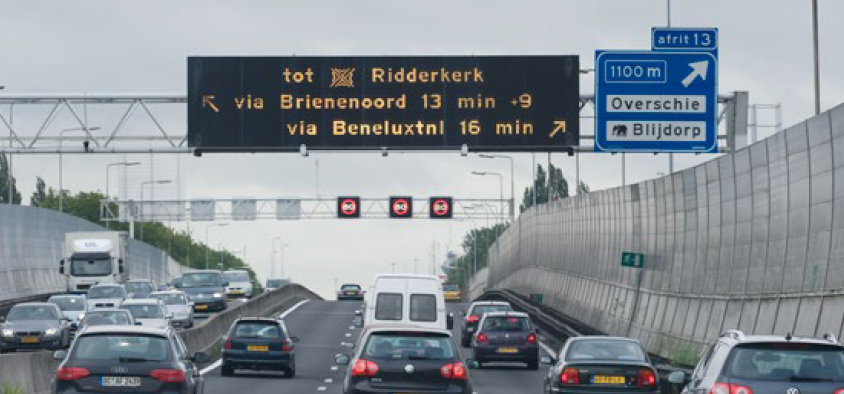 tot Ridderkerk
via Brienenoord 13 min +9
via Beneluxtnl 16 min
afrit 13
1100 m
Overschie
Blijdorp
80
80
80